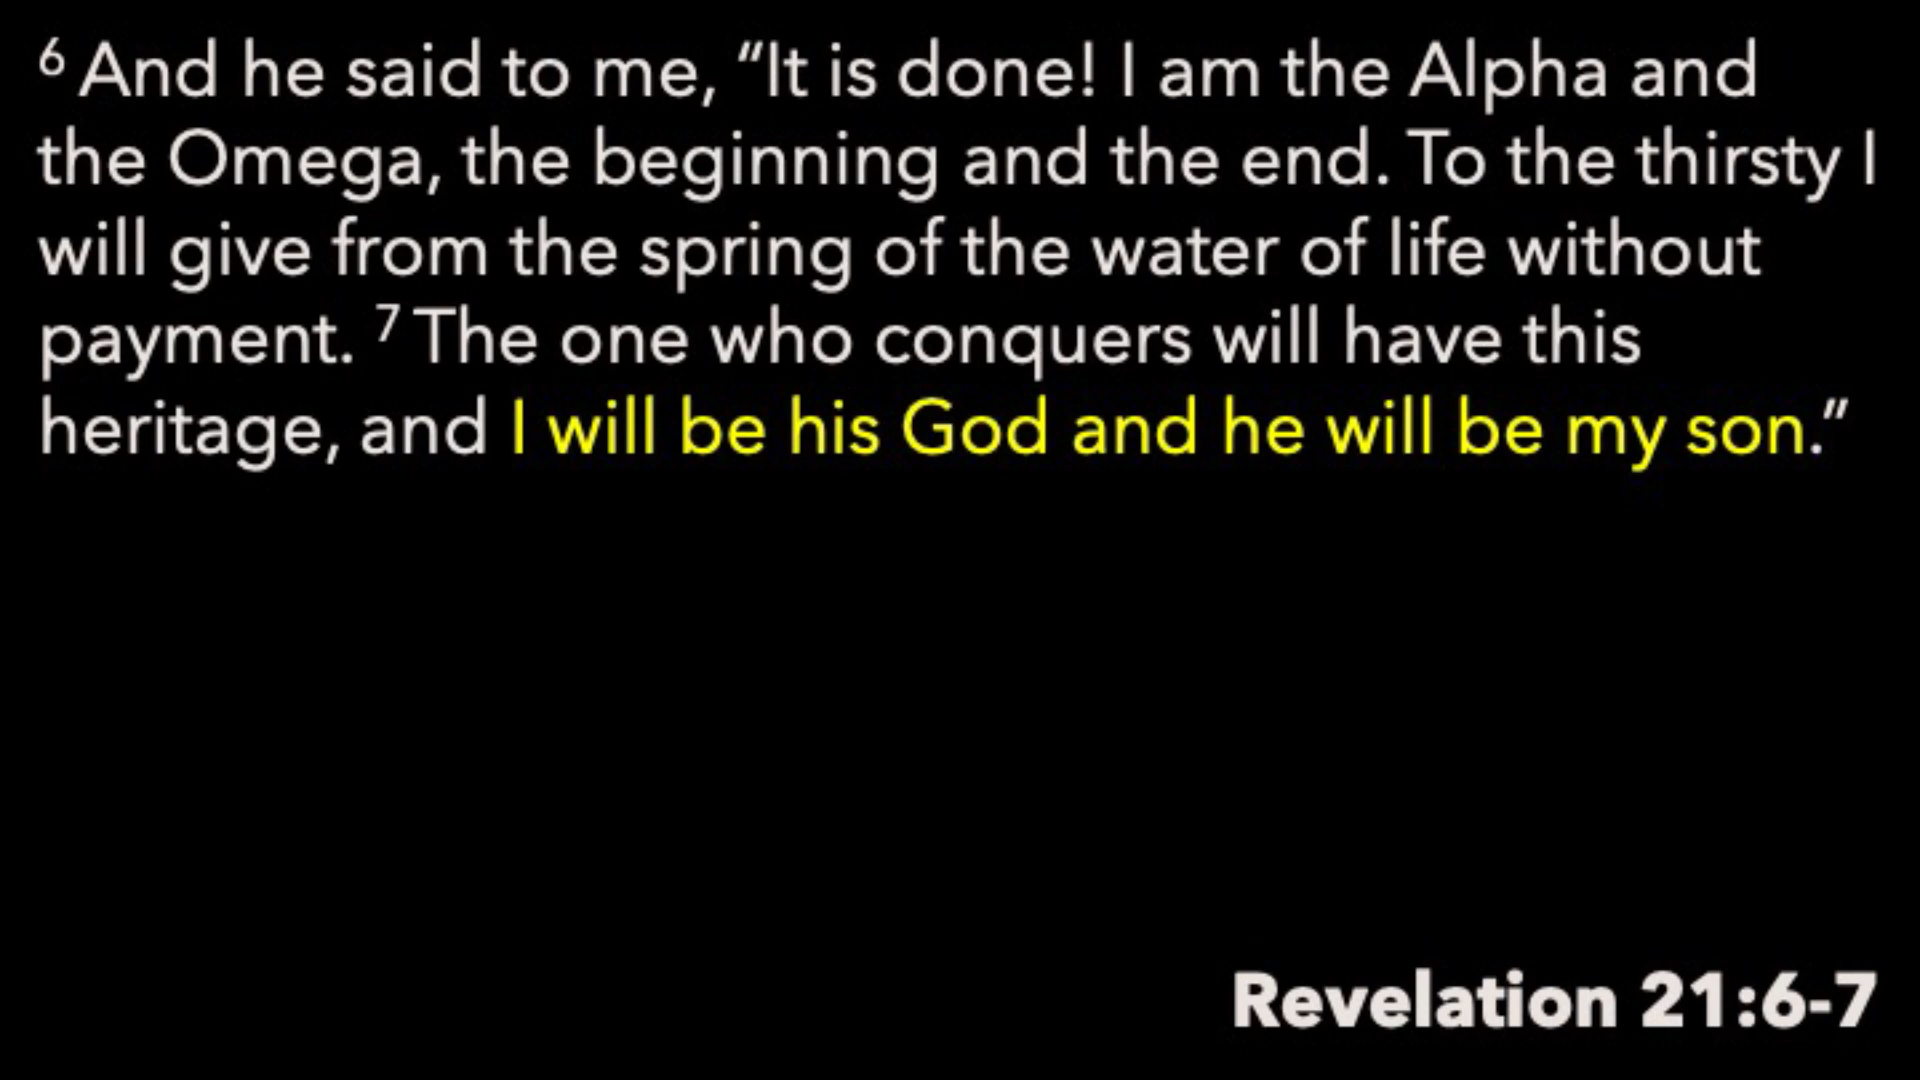 6 And he said to me, “It is done! I am the Alpha and
the Omega, the beginning and the end. To the thirsty I
will give from the spring of the water of life without
payment. 7 The one who conquers will have this
heritage, and I will be his God and he will be my son.”
Revelation 21:6-7